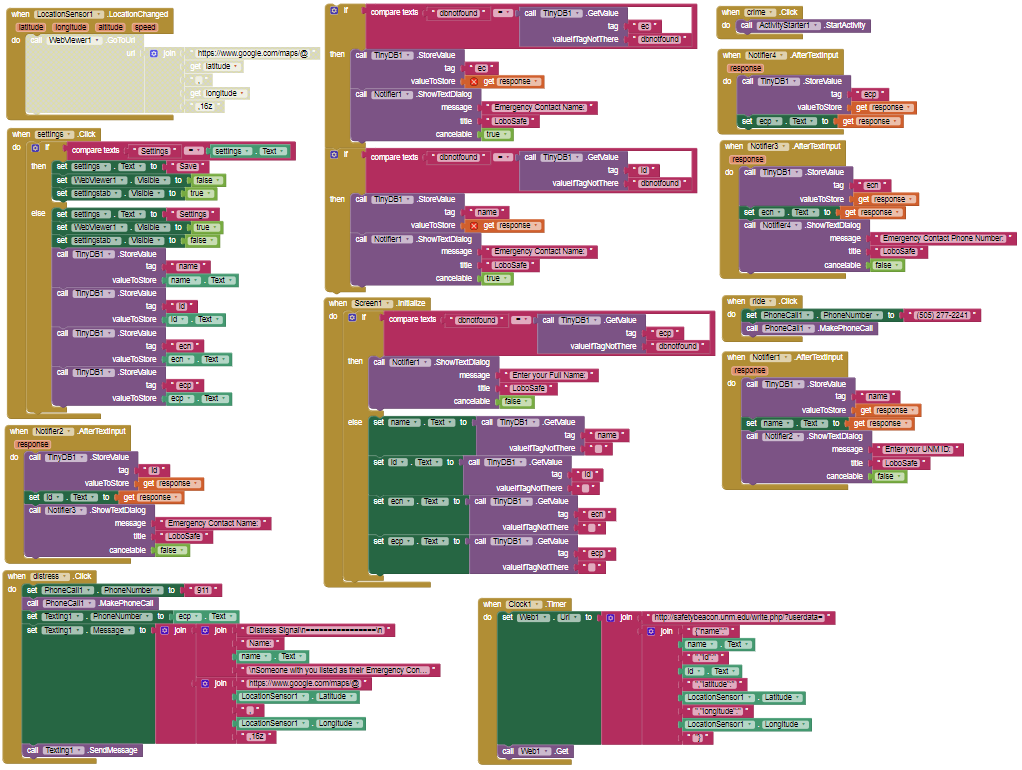 when LocationSensor1 .LocationChanged
latitude longitude altitude speed
do call WebViewer1 .GoToUrl
url join " https://www.google.com/maps/@ "
get latitude
" , "
get longitude
" ,16z "
when settings .Click
do if compare texts " Settings " = settings . Text
then set settings . Text to " Save "
set WebViewer1 . Visible to false
set settingstab . Visible to true
else set settings . Text to " Settings "
set WebViewer1 . Visible to true
set settingstab . Visible to false
call TinyDB1 .StoreValue
tag " name "
valueToStore name . Text
call TinyDB1 .StoreValue
tag " id "
valueToStore id . Text
call TinyDB1 .StoreValue
tag " ecn "
valueToStore ecn . Text
call TinyDB1 .StoreValue
tag " ecp "
valueToStore ecp . Text
when Notifier2 .AfterTextInput
response
do call TinyDB1 .StoreValue
tag " id "
valueToStore get response
set id . Text to get response
call Notifier3 .ShowTextDialog
message " Emergency Contact Name: "
title " LoboSafe "
cancelable false
when distress .Click
do set PhoneCall1 . PhoneNumber to " 911 "
call PhoneCall1 .MakePhoneCall
set Texting1 . PhoneNumber to ecp . Text
set Texting1 . Message to join join " Distress Signal\n================\n "
" Name: "
name . Text
" \nSomeone with you listed as their Emergency Con... "
join " https://www.google.com/maps/@ "
LocationSensor1 . Latitude
" , "
LocationSensor1 . Longitude
" ,16z "
call Texting1 .SendMessage
if compare texts " dbnotfound " = call TinyDB1 .GetValue
tag " ec "
valueIfTagNotThere " dbnotfound "
then call TinyDB1 .StoreValue
tag " ec "
valueToStore get response
call Notifier1 .ShowTextDialog
message " Emergency Contact Name: "
title " LoboSafe "
cancelable true
if compare texts " dbnotfound " = call TinyDB1 .GetValue
tag " id "
valueIfTagNotThere " dbnotfound "
then call TinyDB1 .StoreValue
tag " name "
valueToStore get response
call Notifier1 .ShowTextDialog
message " Emergency Contact Name: "
title " LoboSafe "
cancelable true
when Screen1 .Initialize
do if compare texts " dbnotfound " = call TinyDB1 .GetValue
tag " ecp "
valueIfTagNotThere " dbnotfound "
then call Notifier1 .ShowTextDialog
message " Enter your Full Name: "
title " LoboSafe "
cancelable false
else set name . Text to call TinyDB1 .GetValue
tag " name "
valueIfTagNotThere " "
set id . Text to call TinyDB1 .GetValue
tag " id "
valueIfTagNotThere " "
set ecn . Text to call TinyDB1 .GetValue
tag " ecn "
valueIfTagNotThere " "
set ecp . Text to call TinyDB1 .GetValue
tag " ecp "
valueIfTagNotThere " "
when Clock1 .Timer
do set Web1 . Url to join " http://safetybeacon.unm.edu/write.php/?userdata= "
join " {"name":" "
name . Text
" ","id":" "
id . Text
" ","latitude":" "
LocationSensor1 . Latitude
" ","longitude":" "
LocationSensor1 . Longitude
" "} "
call Web1 .Get
when crime .Click
do call ActivityStarter1 .StartActivity
when Notifier4 .AfterTextInput
response
do call TinyDB1 .StoreValue
tag " ecp "
valueToStore get response
set ecp . Text to get response
when Notifier3 .AfterTextInput
response
do call TinyDB1 .StoreValue
tag " ecn "
valueToStore get response
set ecn . Text to get response
call Notifier4 .ShowTextDialog
message " Emergency Contact Phone Number: "
title " LoboSafe "
cancelable false
when ride .Click
do set PhoneCall1 . PhoneNumber to " (505) 277-2241 "
call PhoneCall1 .MakePhoneCall
when Notifier1 .AfterTextInput
response
do call TinyDB1 .StoreValue
tag " name "
valueToStore get response
set name . Text to get response
call Notifier2 .ShowTextDialog
message " Enter your UNM ID: "
title " LoboSafe "
cancelable false